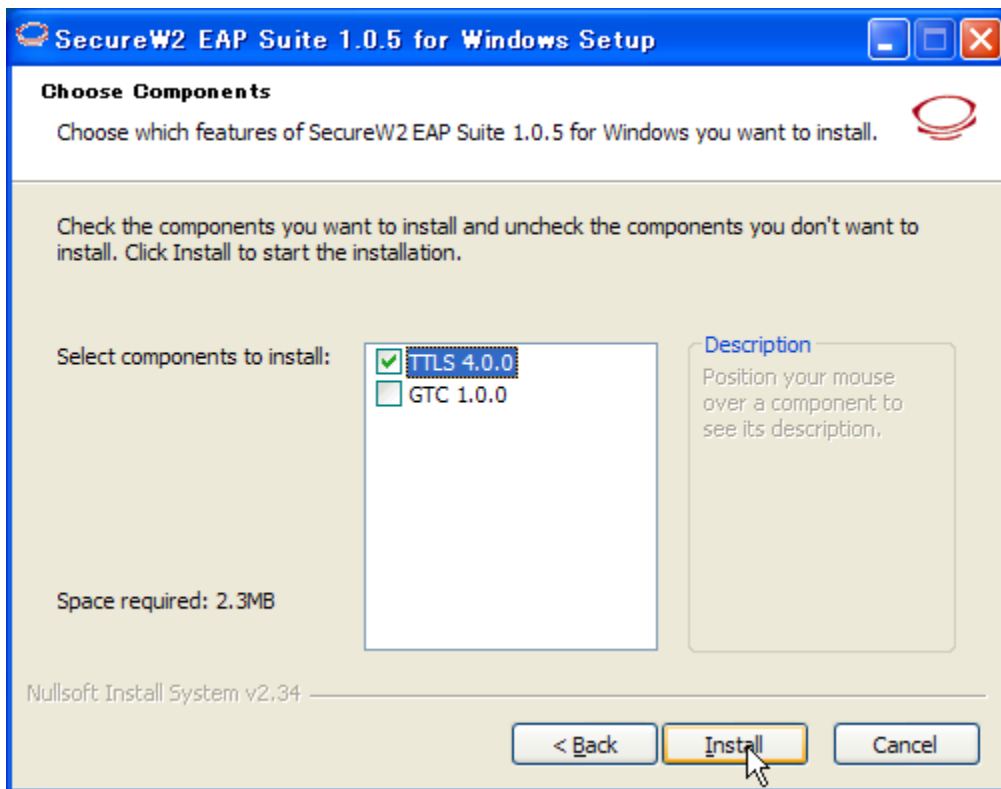 SecureW2 EAP Suite 1.0.5 for Windows Setup
Choose Components
Choose which features of SecureW2 EAP Suite 1.0.5 for Windows you want to install.
Check the components you want to install and uncheck the components you don't want to
install. Click Install to start the installation.
Select components to install:
TTLS 4.0.0
GTC 1.0.0
Description
Position your mouse
over a component to
see its description.
Space required: 2.3MB
Nullsoft Install System v2.34
< Back
Install
Cancel